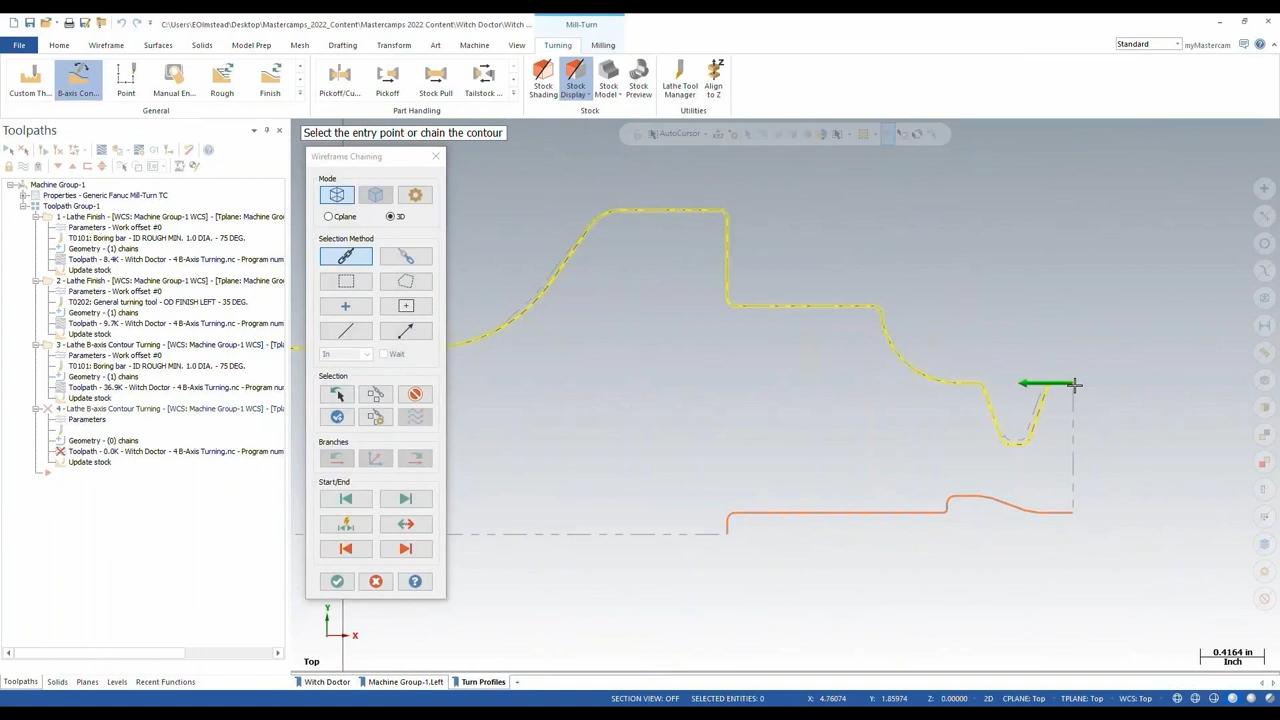 C:\Users\EOlmstead\Desktop\Mastercams_2022_Content\Mastercams 2022 Content\Witch Doctor\Witch ...
Mill-Turn
File
Home
Wireframe
Surfaces
Solids
Model Prep
Mesh
Drafting
Transform
Art
Machine
View
Turning
Milling
Standard
myMastercam
Custom Th...
B-axis Con...
Point
Manual En...
Rough
Finish
Pickoff/Cu...
Pickoff
Stock Pull
Tailstock ...
Stock Shading
Stock Display
Stock Model
Stock Preview
Lathe Tool Manager
Align to Z
General
Part Handling
Stock
Utilities
Toolpaths
Select the entry point or chain the contour
AutoCursor
Machine Group-1
Properties - Generic Fanuc Mill-Turn TC
Toolpath Group-1
1 - Lathe Finish - [WCS: Machine Group-1 WCS] - [Tplane: Machine Gro
Parameters - Work offset #0
T0101: Boring bar - ID ROUGH MIN. 1.0 DIA. - 75 DEG.
Geometry - (1) chains
Toolpath - 8.4K - Witch Doctor - 4 B-Axis Turning.nc - Program num
Update stock
2 - Lathe Finish - [WCS: Machine Group-1 WCS] - [Tplane: Machine Gro
Parameters - Work offset #0
T0202: General turning tool - OD FINISH LEFT - 35 DEG.
Geometry - (1) chains
Toolpath - 9.7K - Witch Doctor - 4 B-Axis Turning.nc - Program num
Update stock
3 - Lathe B-axis Contour Turning - [WCS: Machine Group-1 WCS] - [Tpl
Parameters - Work offset #0
T0101: Boring bar - ID ROUGH MIN. 1.0 DIA. - 75 DEG.
Geometry - (1) chains
Toolpath - 36.9K - Witch Doctor - 4 B-Axis Turning.nc - Program nu
Update stock
4 - Lathe B-axis Contour Turning - [WCS: Machine Group-1 WCS] - [Tpl
Parameters
Geometry - (0) chains
Toolpath - 0.0K - Witch Doctor - 4 B-Axis Turning.nc - Program num
Update stock
Wireframe Chaining
Mode
Cplane
3D
Selection Method
In
Wait
Selection
Branches
Start/End
Y
X
Top
0.4164 in
Inch
Toolpaths
Solids
Planes
Levels
Recent Functions
Witch Doctor
Machine Group-1.Left
Turn Profiles
+
SECTION VIEW: OFF
SELECTED ENTITIES: 0
X: 4.76074
Y: 1.85974
Z: 0.00000
2D
CPLANE: Top
TPLANE: Top
WCS: Top